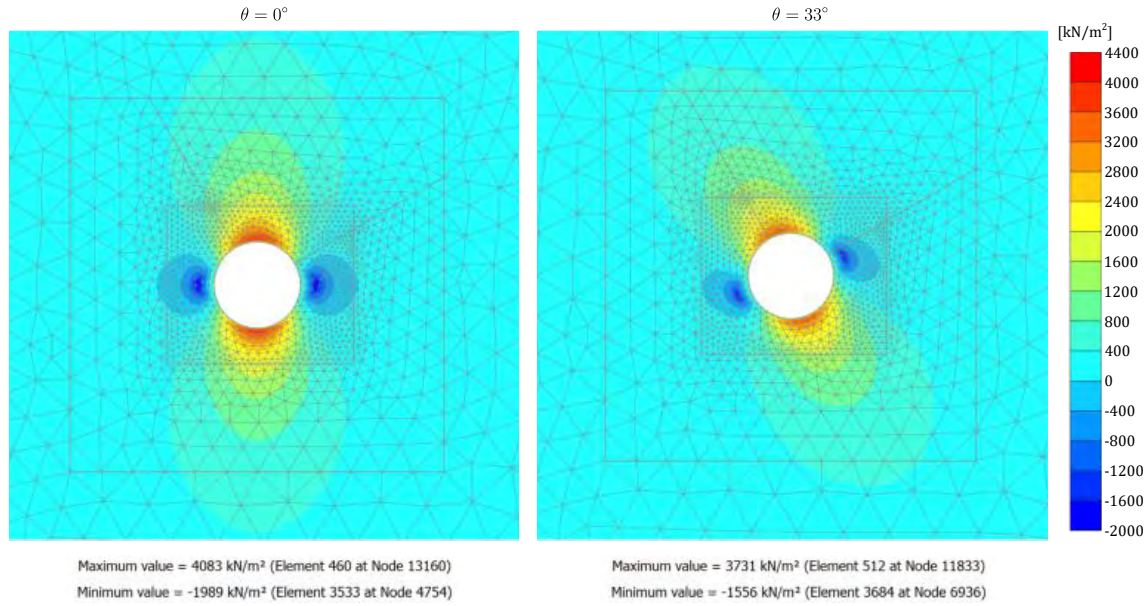 θ = 0°
θ = 33°
[kN/m²]
4400
4000
3600
3200
2800
2400
2000
1600
1200
800
400
0
-400
-800
-1200
-1600
-2000
Maximum value = 4083 kN/m² (Element 460 at Node 13160)
Minimum value = -1989 kN/m² (Element 3533 at Node 4754)
Maximum value = 3731 kN/m² (Element 512 at Node 11833)
Minimum value = -1556 kN/m² (Element 3684 at Node 6936)